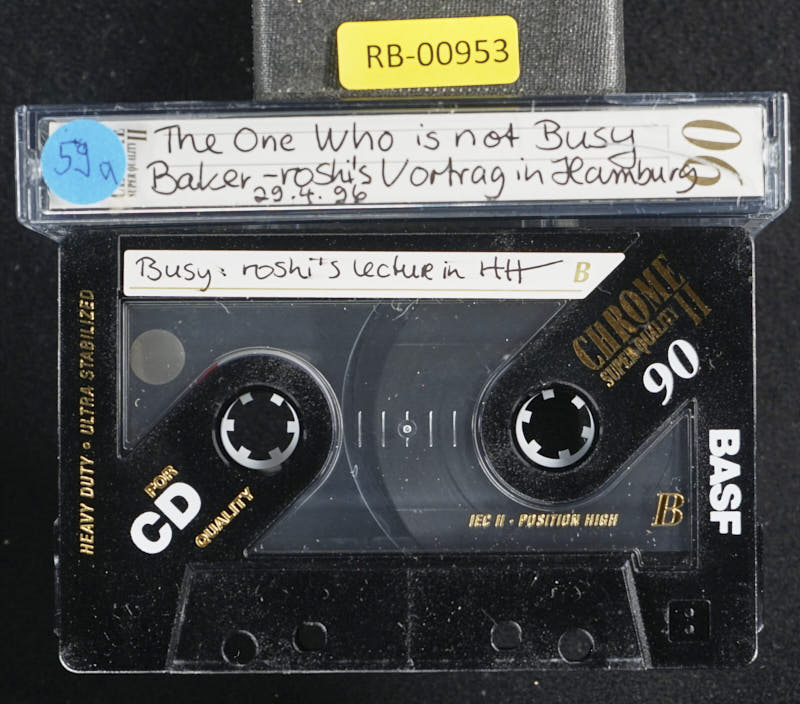 RB-00953
59a
The One Who is not Busy
Baker-roshi's Vortrag in Hamburg
29.4.96
90
Busy: roshi's lecture in HH
B
CHROME II
SUPER QUALITY
90
HEAVY DUTY • ULTRA STABILIZED
FOR
CD
QUALITY
IEC II • POSITION HIGH
B
BASF